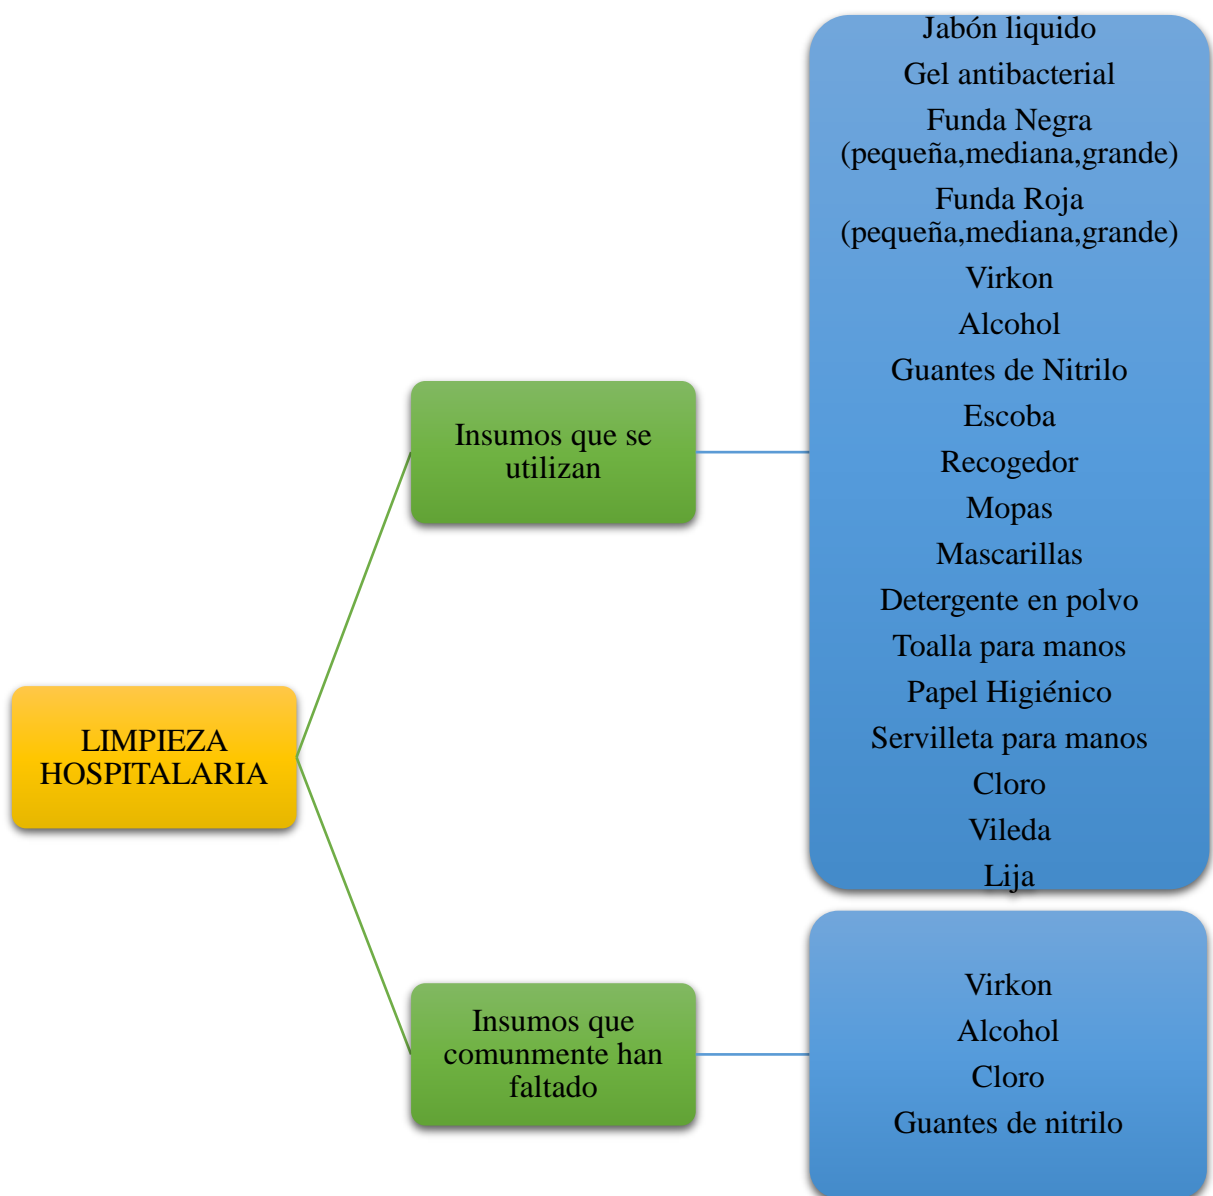 LIMPIEZA
HOSPITALARIA
Insumos que se
utilizan
Jabón liquido
Gel antibacterial
Funda Negra
(pequeña,mediana,grande)
Funda Roja
(pequeña,mediana,grande)
Virkon
Alcohol
Guantes de Nitrilo
Escoba
Recogedor
Mopas
Mascarillas
Detergente en polvo
Toalla para manos
Papel Higiénico
Servilleta para manos
Cloro
Vileda
Lija
Insumos que
comunmente han
faltado
Virkon
Alcohol
Cloro
Guantes de nitrilo